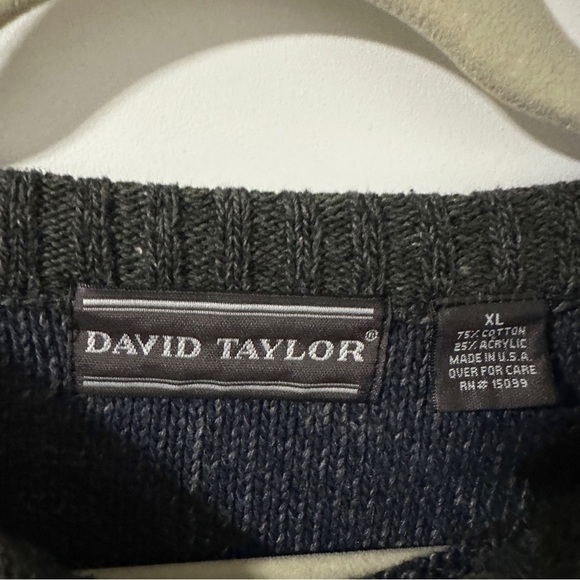 DAVID TAYLOR®
XL
75% COTTON
25% ACRYLIC
MADE IN U.S.A.
OVER FOR CARE
RN# 15099